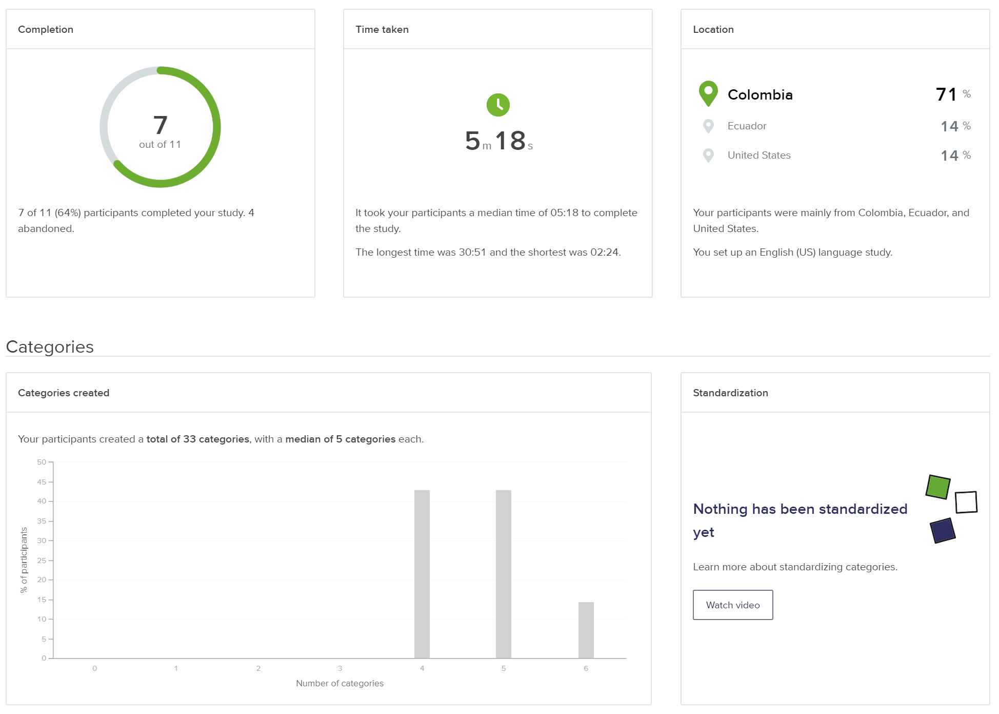 Completion
7
out of 11
7 of 11 (64%) participants completed your study. 4
abandoned.
Time taken
5 m 18 s
It took your participants a median time of 05:18 to complete
the study.
The longest time was 30:51 and the shortest was 02:24.
Location
Colombia 71 %
Ecuador 14 %
United States 14 %
Your participants were mainly from Colombia, Ecuador, and
United States.
You set up an English (US) language study.
Categories
Categories created
Your participants created a total of 33 categories, with a median of 5 categories each.
50
45
40
35
30
25
20
15
10
5
0
% of participants
0 1 2 3 4 5 6
Number of categories
Standardization
Nothing has been standardized
yet
Learn more about standardizing categories.
Watch video